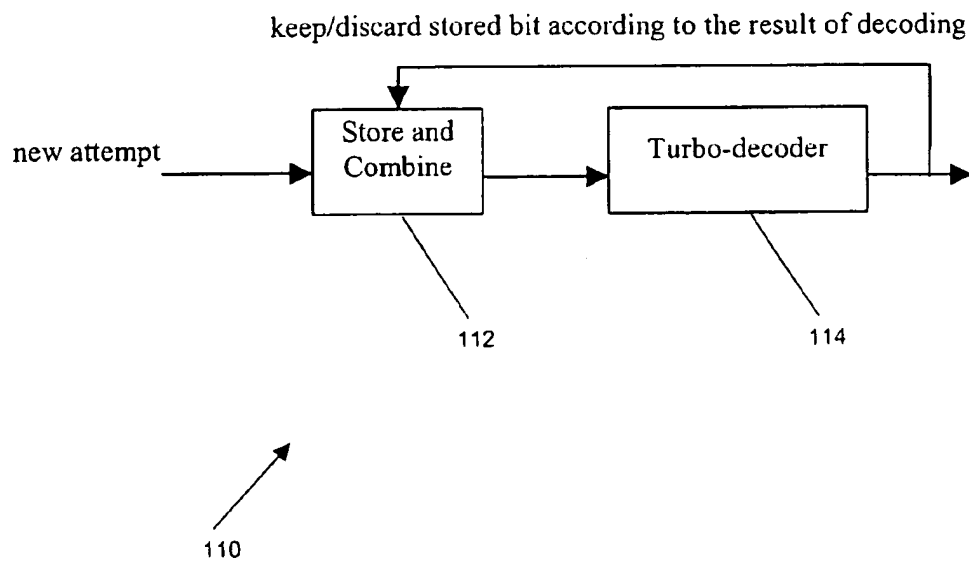 keep/discard stored bit according to the result of decoding
new attempt
Store and
Combine
Turbo-decoder
112
114
110